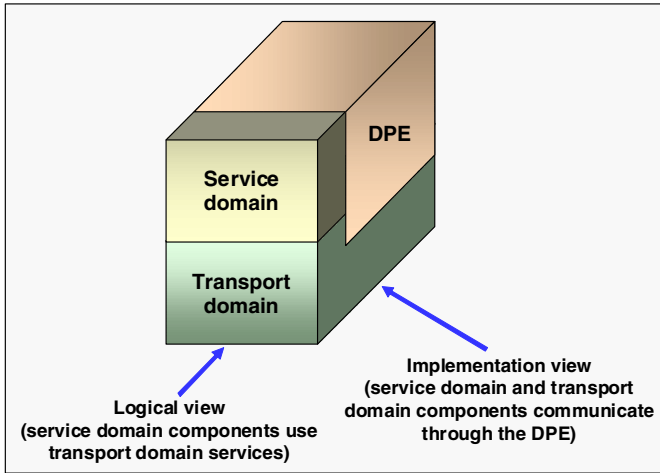 DPE
Service
domain
Transport
domain
Implementation view
(service domain and transport
domain components communicate
through the DPE)
Logical view
(service domain components use
transport domain services)